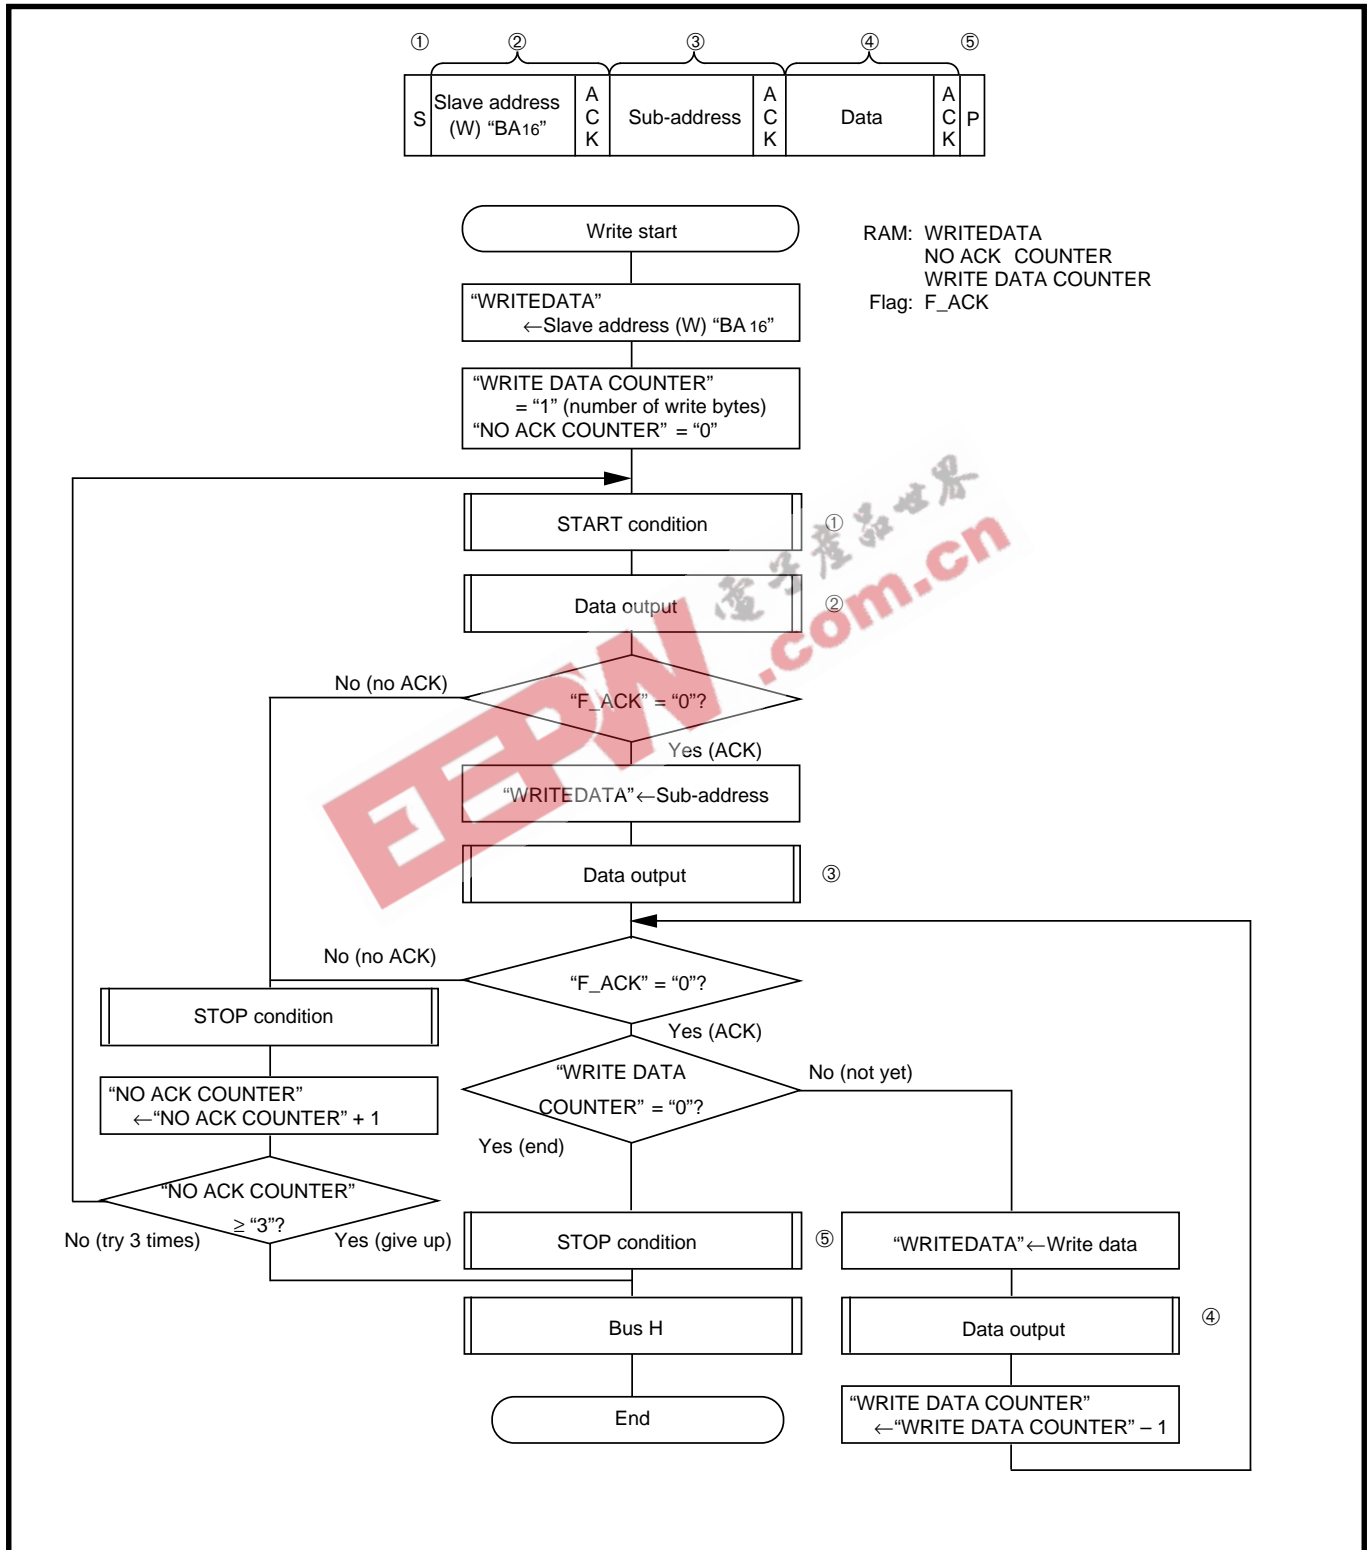 ① ② ③ ④ ⑤
S
Slave address
(W) “BA16”
ACK
Sub-address
ACK
Data
ACK
P
Write start
RAM: WRITEDATA
NO ACK COUNTER
WRITE DATA COUNTER
Flag: F_ACK
“WRITEDATA”
←Slave address (W) “BA16”
“WRITE DATA COUNTER”
= “1” (number of write bytes)
“NO ACK COUNTER” = “0”
START condition ①
電子產品世界
.com.cn
EEPW
Data output ②
No (no ACK)
“F_ACK” = “0”?
Yes (ACK)
“WRITEDATA”←Sub-address
Data output ③
No (no ACK)
“F_ACK” = “0”?
Yes (ACK)
STOP condition
“WRITE DATA
COUNTER” = “0”?
No (not yet)
Yes (end)
“NO ACK COUNTER”
←“NO ACK COUNTER” + 1
“NO ACK COUNTER”
≥ “3”?
No (try 3 times)
Yes (give up)
STOP condition ⑤
“WRITEDATA”←Write data
Bus H
Data output ④
End
“WRITE DATA COUNTER”
←“WRITE DATA COUNTER” – 1